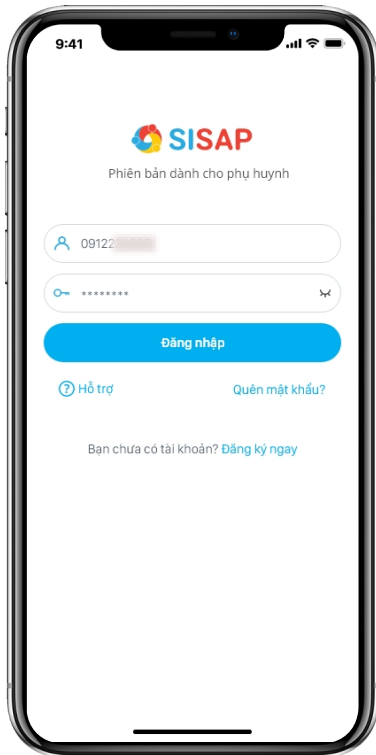 9:41
SISAP
Phiên bản dành cho phụ huynh
09122
********
Đăng nhập
Hỗ trợ
Quên mật khẩu?
Bạn chưa có tài khoản? Đăng ký ngay